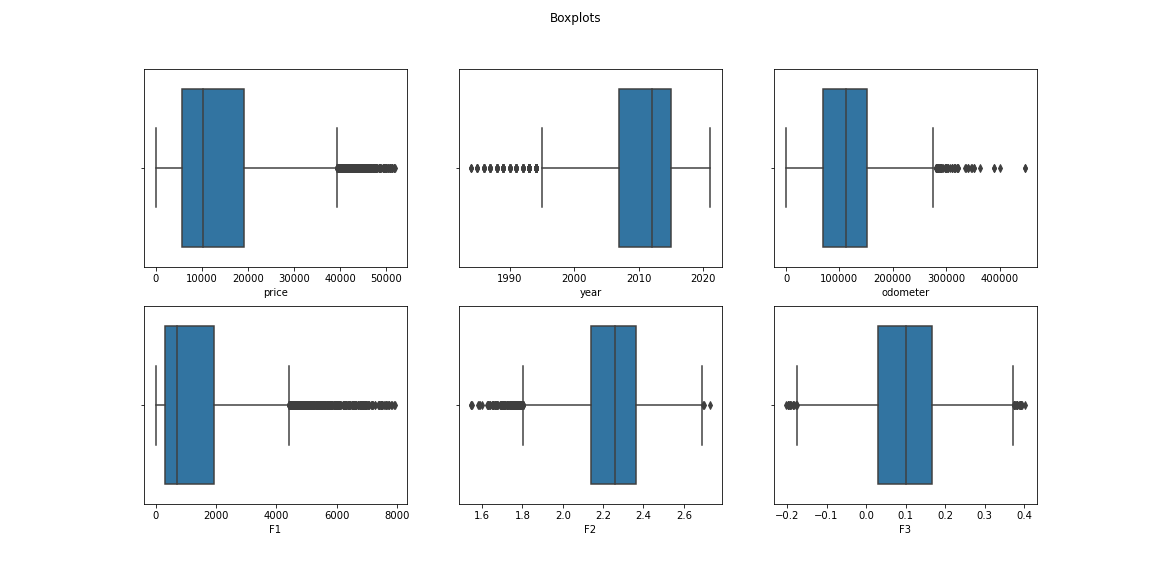 Boxplots
0 10000 20000 30000 40000 50000
price
1990 2000 2010 2020
year
0 100000 200000 300000 400000
odometer
0 2000 4000 6000 8000
F1
1.6 1.8 2.0 2.2 2.4 2.6
F2
−0.2 −0.1 0.0 0.1 0.2 0.3 0.4
F3